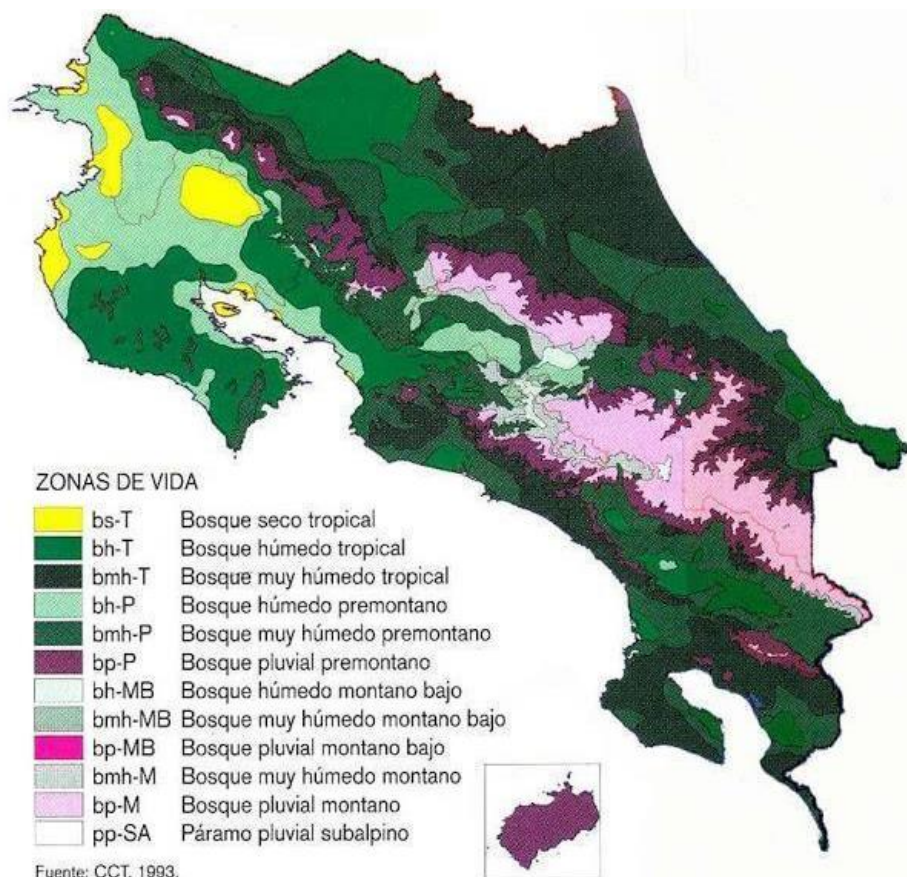 ZONAS DE VIDA
bs-T Bosque seco tropical
bh-T Bosque húmedo tropical
bmh-T Bosque muy húmedo tropical
bh-P Bosque húmedo premontano
bmh-P Bosque muy húmedo premontano
bp-P Bosque pluvial premontano
bh-MB Bosque húmedo montano bajo
bmh-MB Bosque muy húmedo montano bajo
bp-MB Bosque pluvial montano bajo
bmh-M Bosque muy húmedo montano
bp-M Bosque pluvial montano
pp-SA Páramo pluvial subalpino
Fuente: CCT, 1993.